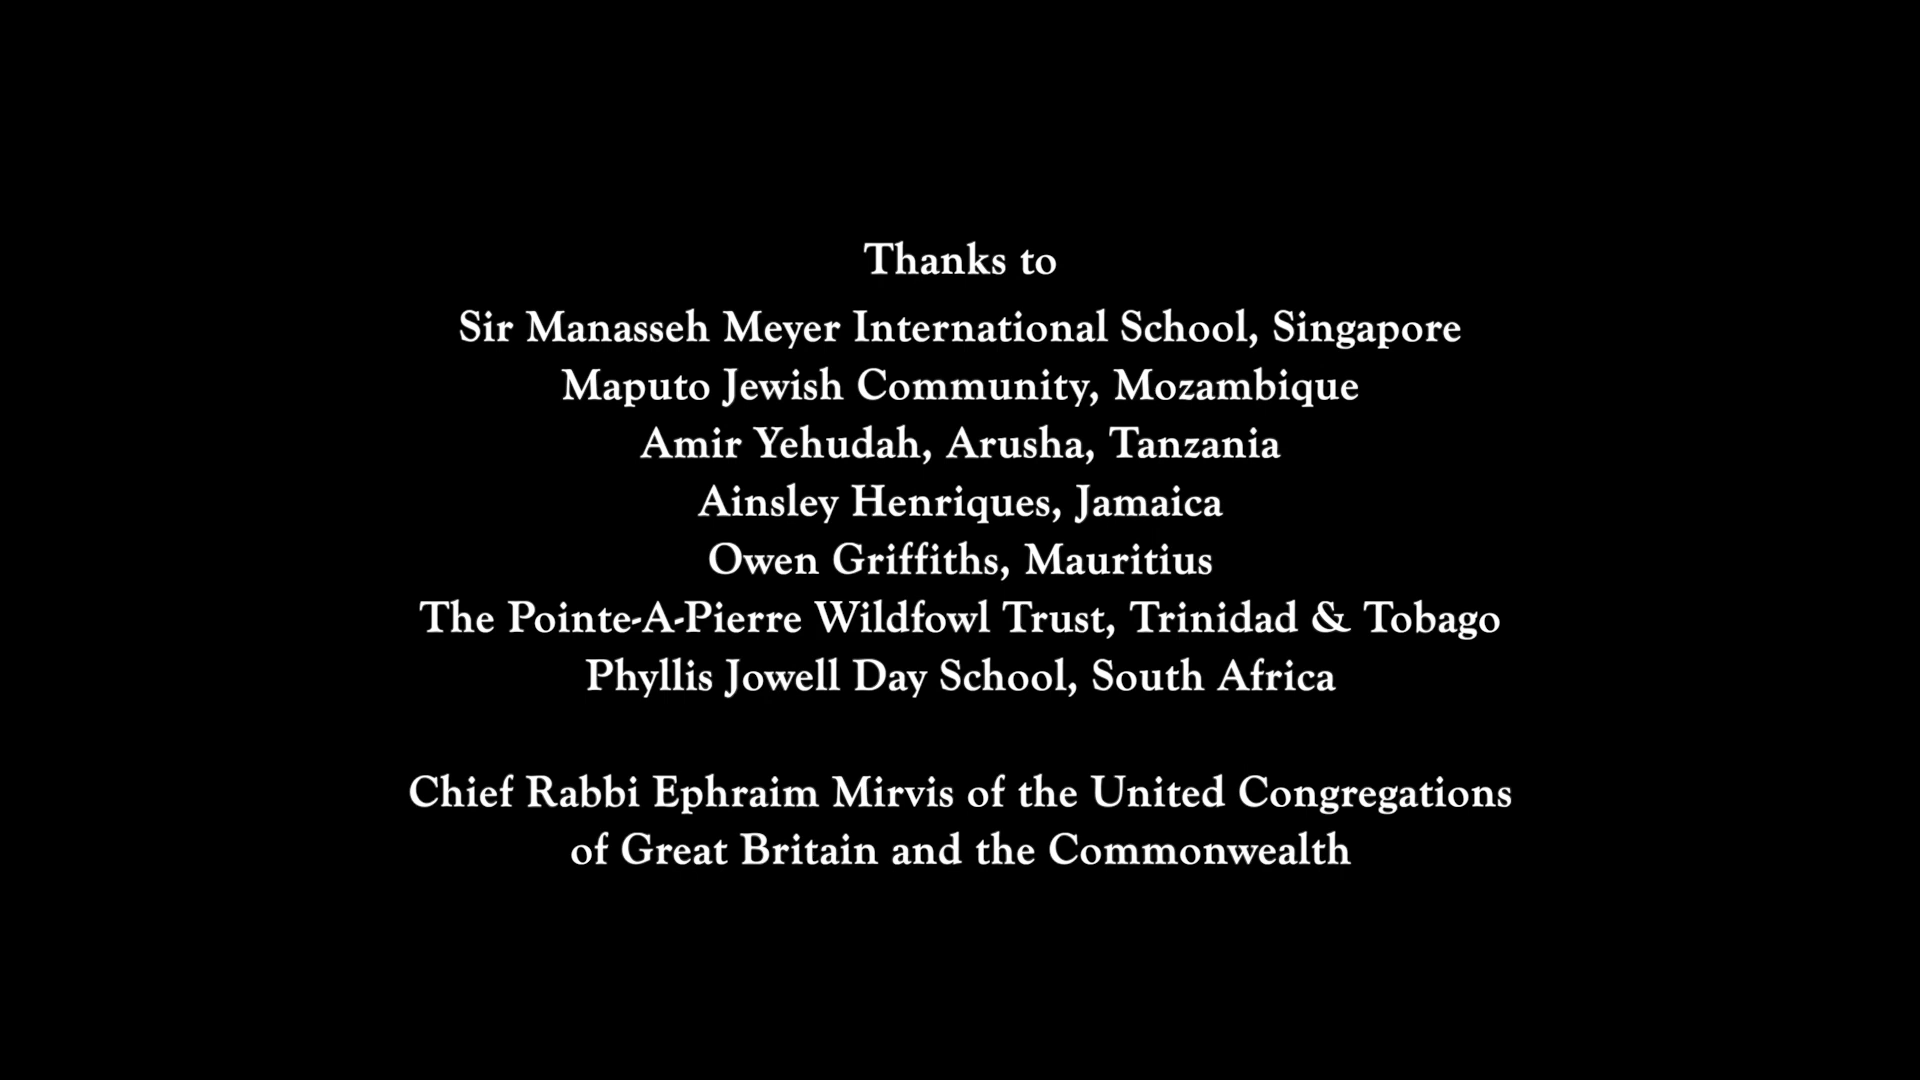 Thanks to
Sir Manasseh Meyer International School, Singapore
Maputo Jewish Community, Mozambique
Amir Yehudah, Arusha, Tanzania
Ainsley Henriques, Jamaica
Owen Griffiths, Mauritius
The Pointe-A-Pierre Wildfowl Trust, Trinidad & Tobago
Phyllis Jowell Day School, South Africa
Chief Rabbi Ephraim Mirvis of the United Congregations
of Great Britain and the Commonwealth